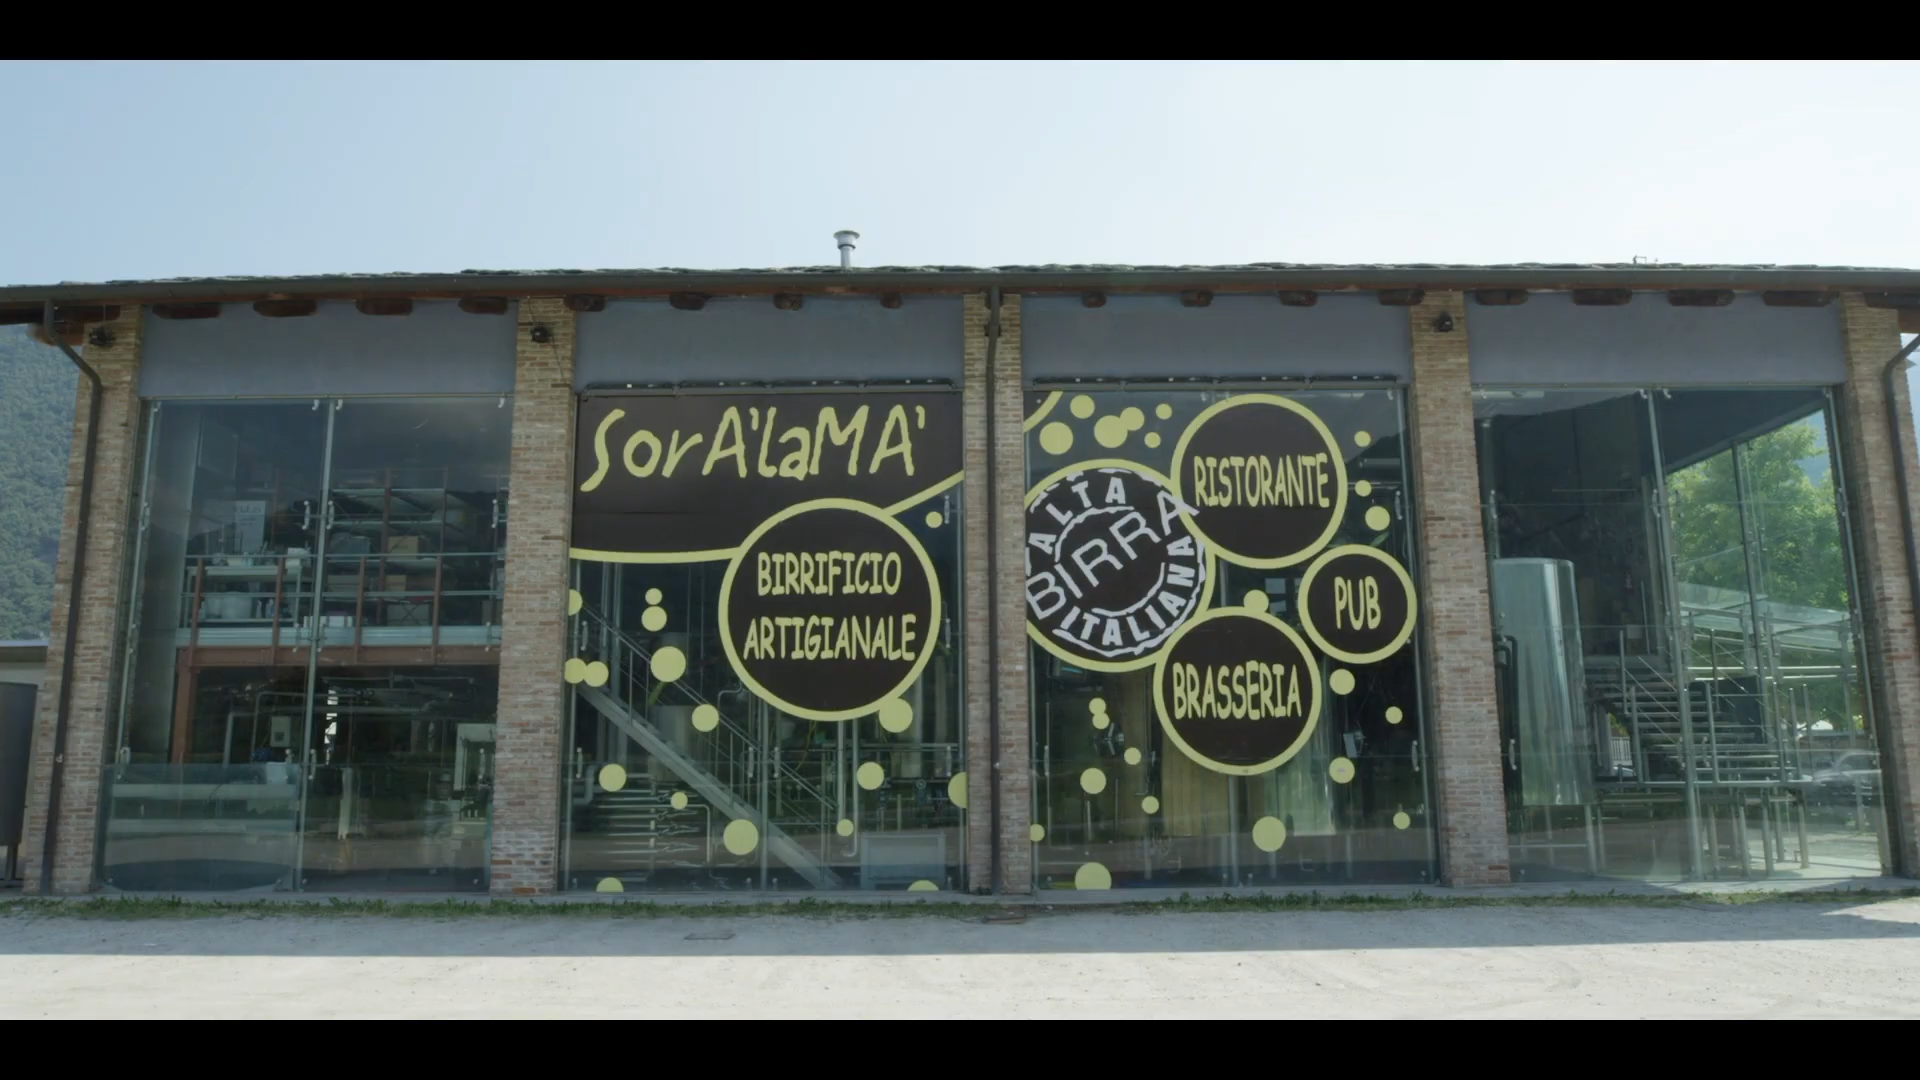 SorA'laMA'
BIRRIFICIO
ARTIGIANALE
ALTA
BIRRA
ITALIANA
RISTORANTE
PUB
BRASSERIA